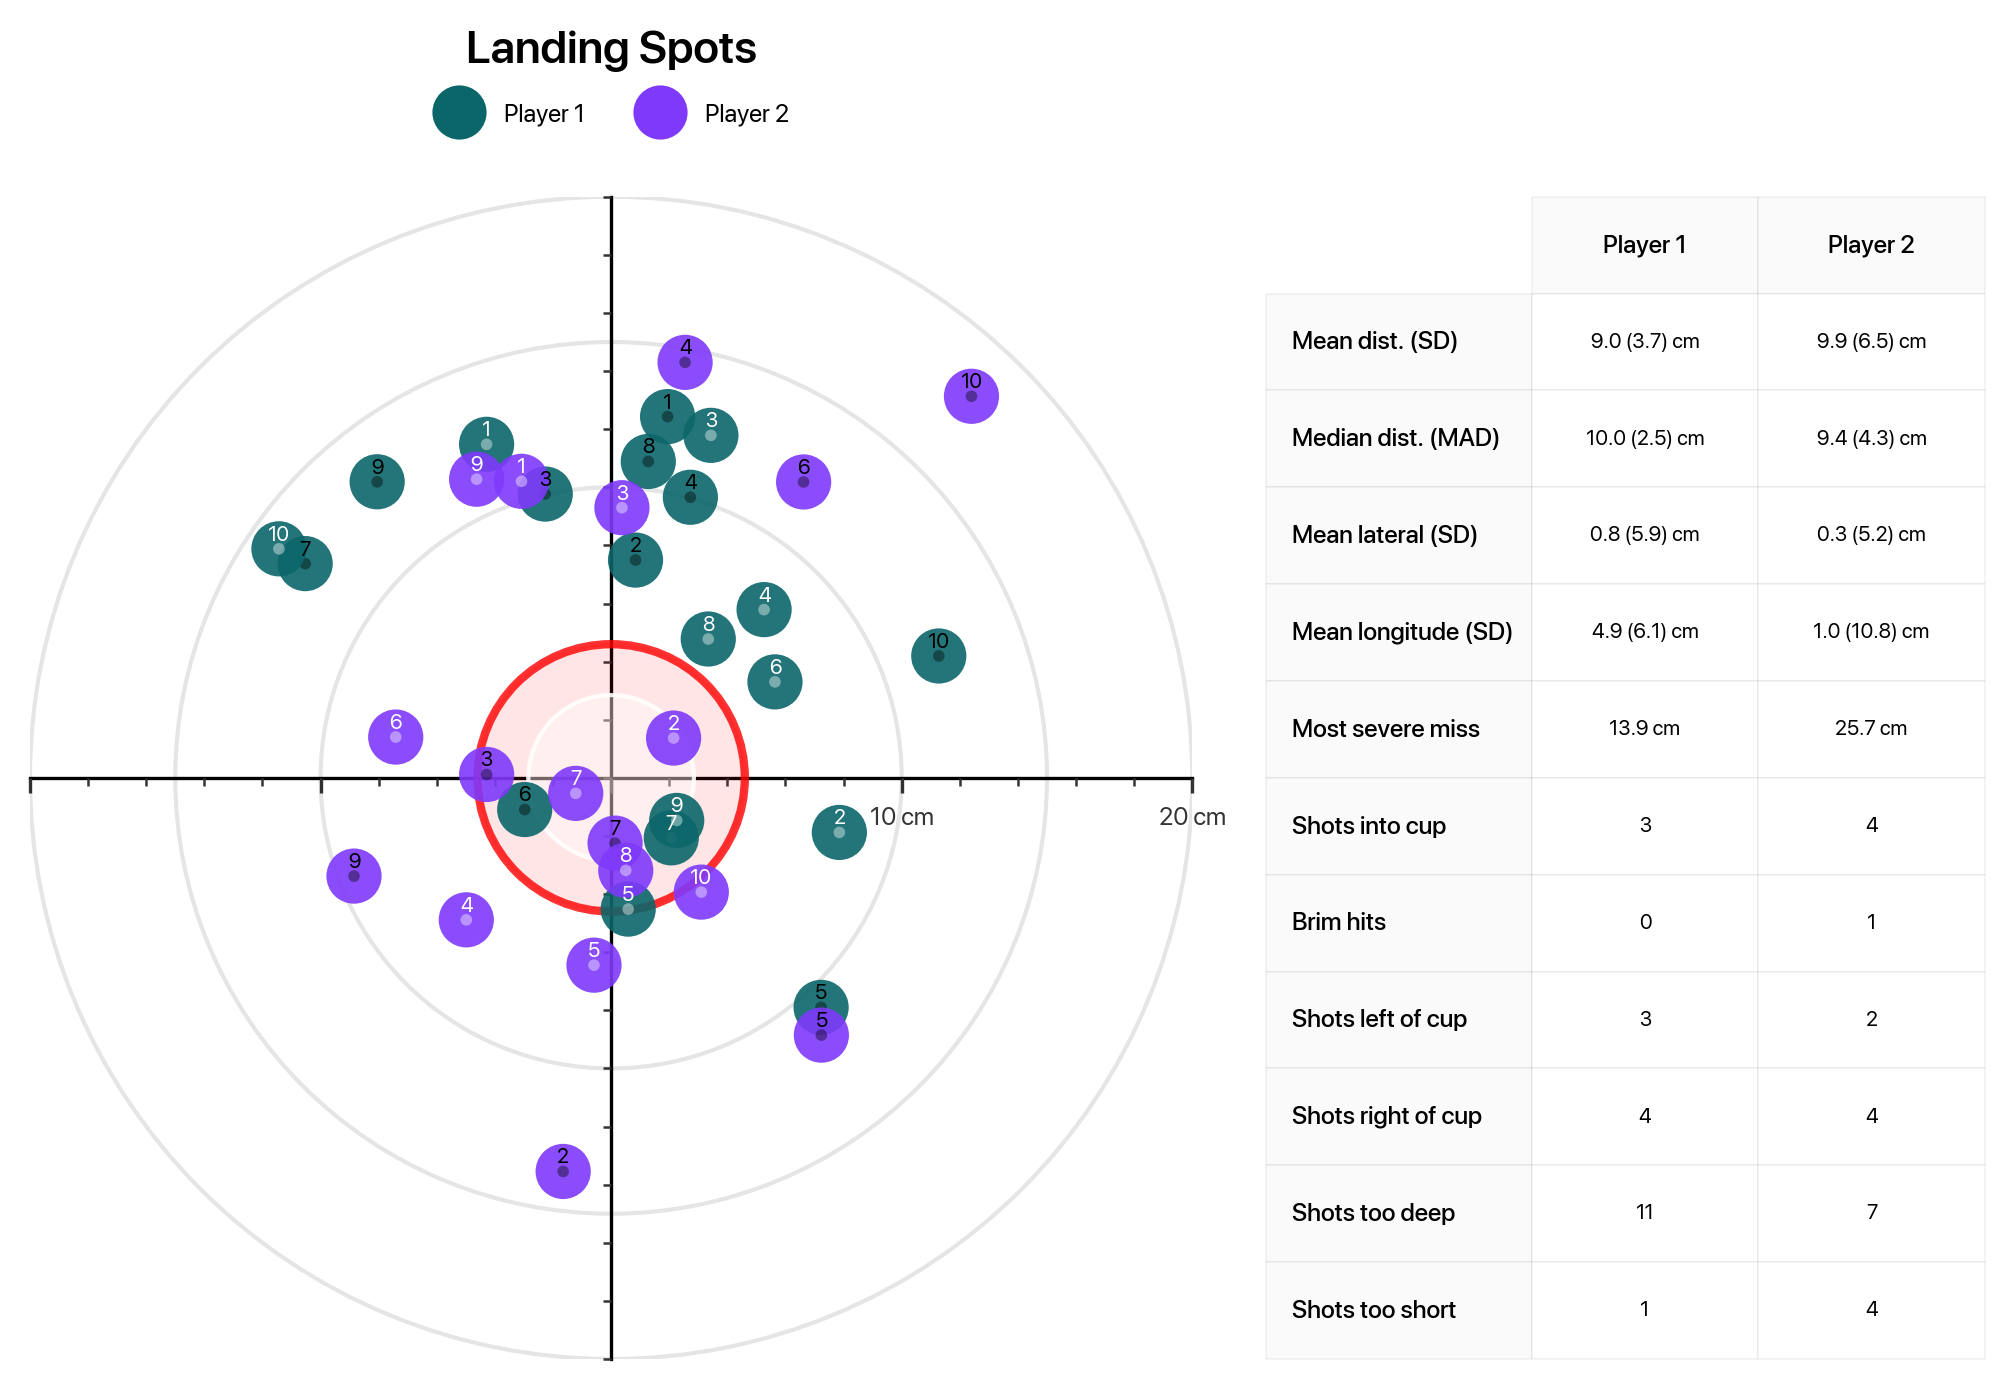 Landing Spots
Player 1 Player 2
4
10
1
3
1
8
9
9
1
6
3
4
3
10
7
2
4
8
10
6
6
2
3
7
6
9
2
10 cm
20 cm
7
7
8
9
10
5
4
5
5
5
2
Player 1 Player 2
Mean dist. (SD) 9.0 (3.7) cm 9.9 (6.5) cm
Median dist. (MAD) 10.0 (2.5) cm 9.4 (4.3) cm
Mean lateral (SD) 0.8 (5.9) cm 0.3 (5.2) cm
Mean longitude (SD) 4.9 (6.1) cm 1.0 (10.8) cm
Most severe miss 13.9 cm 25.7 cm
Shots into cup 3 4
Brim hits 0 1
Shots left of cup 3 2
Shots right of cup 4 4
Shots too deep 11 7
Shots too short 1 4